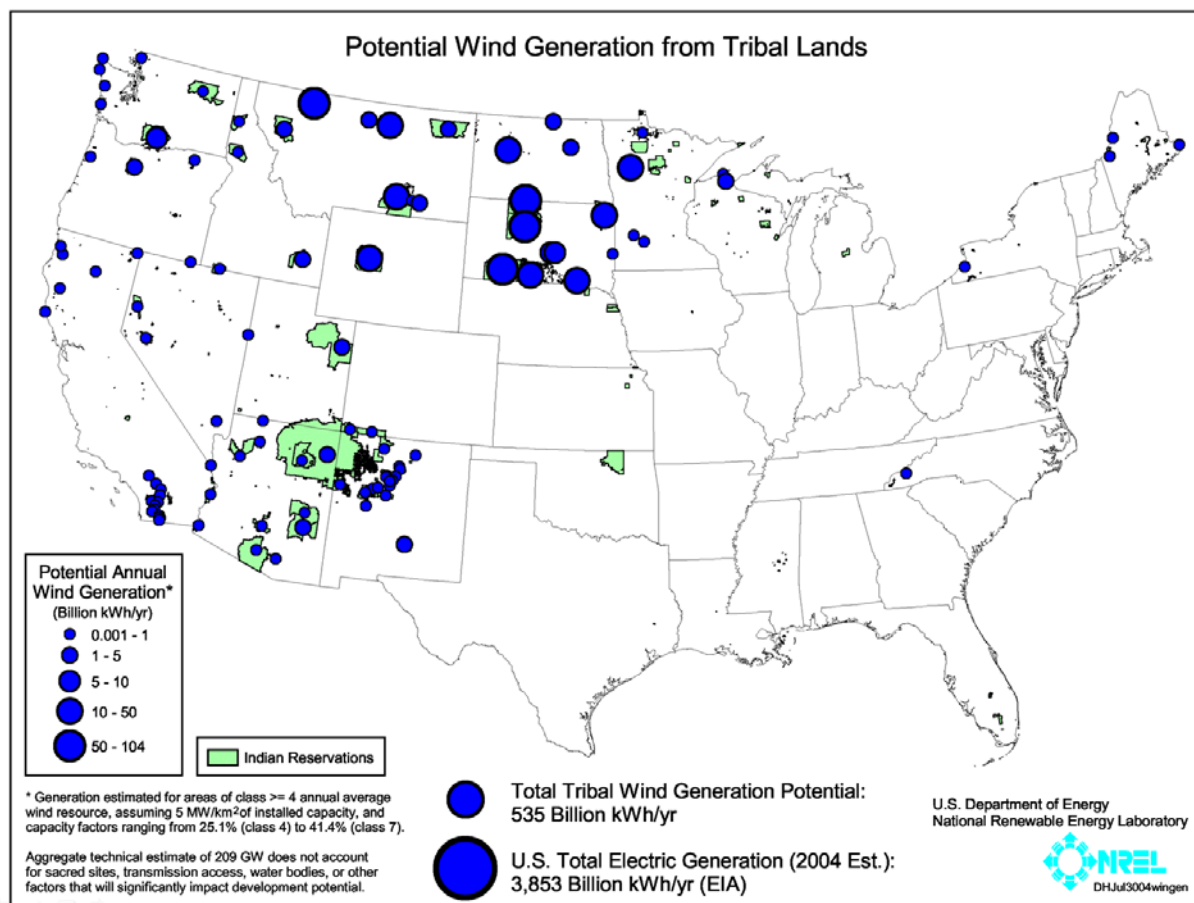 Potential Wind Generation from Tribal Lands
Potential Annual
Wind Generation*
(Billion kWh/yr)
0.001 - 1
1 - 5
5 - 10
10 - 50
50 - 104
Indian Reservations
* Generation estimated for areas of class >= 4 annual average
wind resource, assuming 5 MW/km² of installed capacity, and
capacity factors ranging from 25.1% (class 4) to 41.4% (class 7).
Aggregate technical estimate of 209 GW does not account
for sacred sites, transmission access, water bodies, or other
factors that will significantly impact development potential.
Total Tribal Wind Generation Potential:
535 Billion kWh/yr
U.S. Total Electric Generation (2004 Est.):
3,853 Billion kWh/yr (EIA)
U.S. Department of Energy
National Renewable Energy Laboratory
NREL
DHJul3004wingen